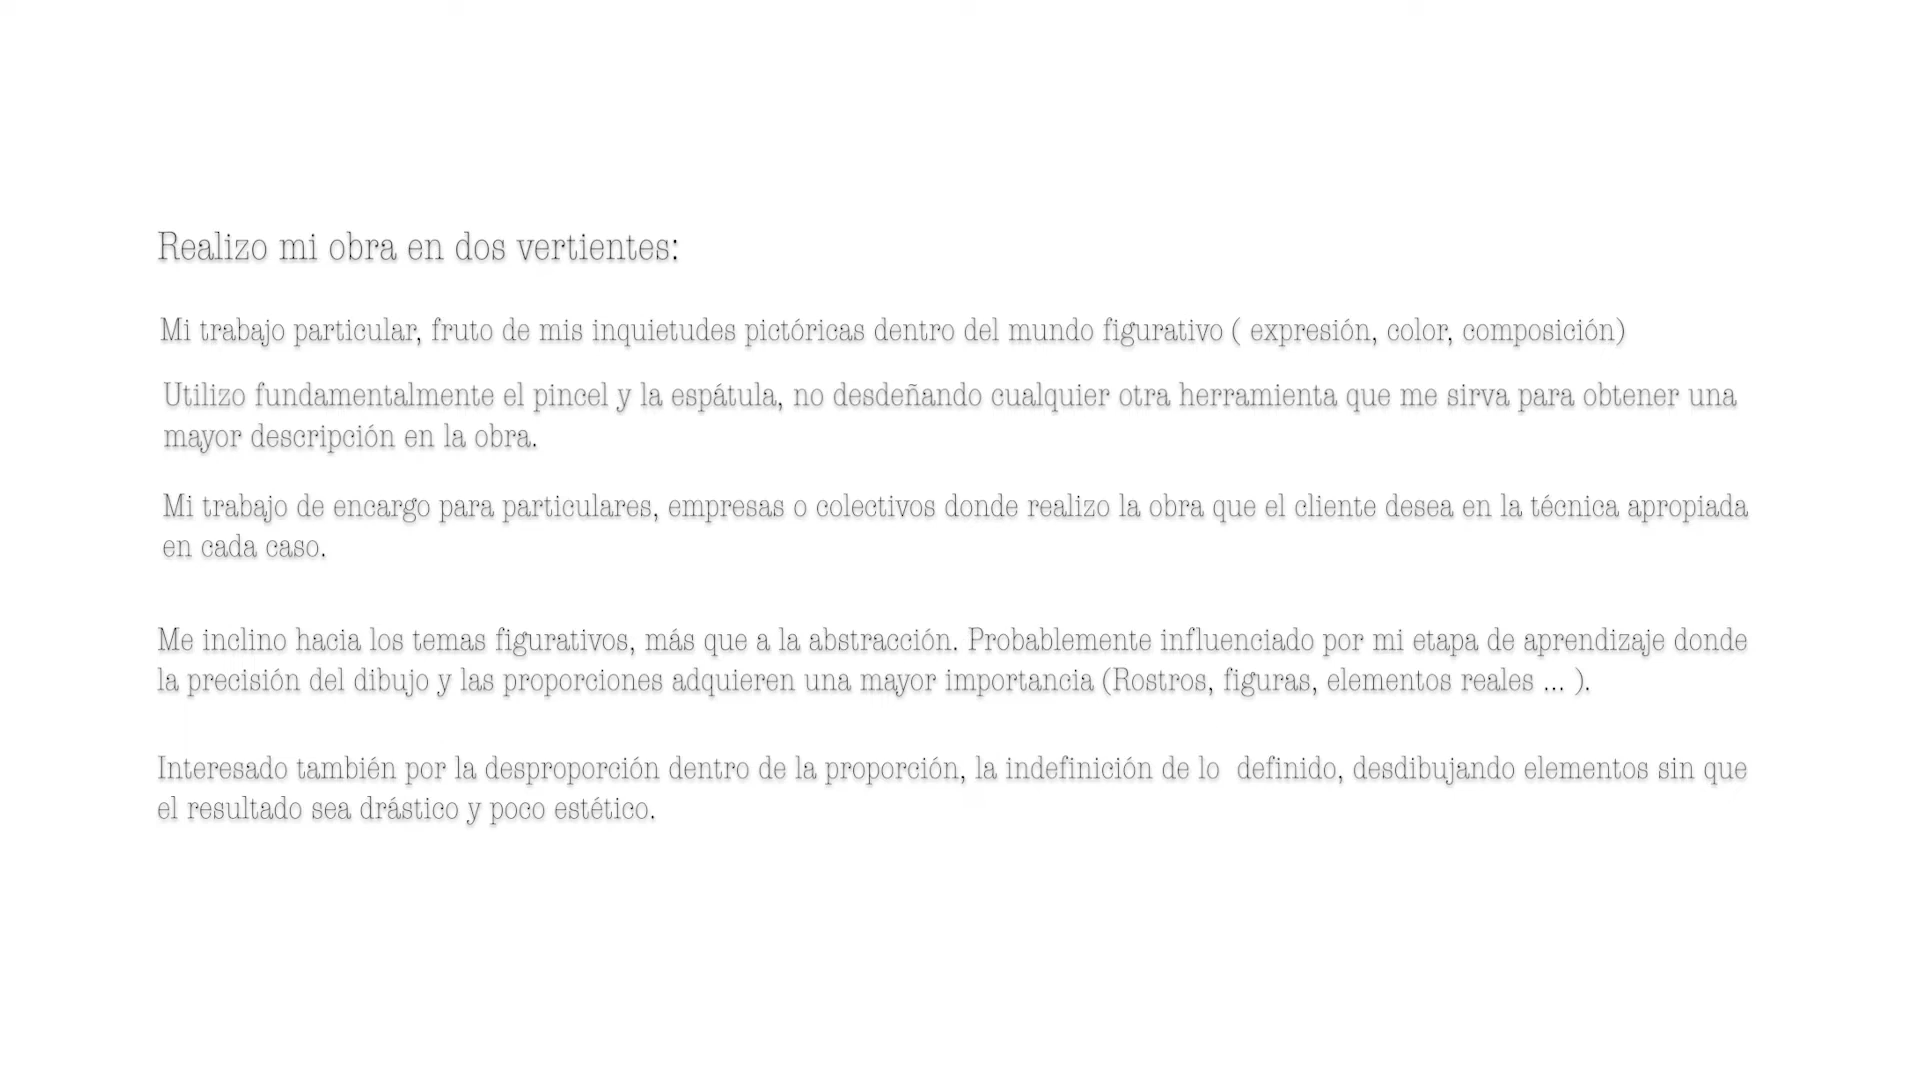 Realizo mi obra en dos vertientes:
Mi trabajo particular, fruto de mis inquietudes pictóricas dentro del mundo figurativo ( expresión, color, composición)
Utilizo fundamentalmente el pincel y la espátula, no desdeñando cualquier otra herramienta que me sirva para obtener una
mayor descripción en la obra.
Mi trabajo de encargo para particulares, empresas o colectivos donde realizo la obra que el cliente desea en la técnica apropiada
en cada caso.
Me inclino hacia los temas figurativos, más que a la abstracción. Probablemente influenciado por mi etapa de aprendizaje donde
la precisión del dibujo y las proporciones adquieren una mayor importancia (Rostros, figuras, elementos reales ... ).
Interesado también por la desproporción dentro de la proporción, la indefinición de lo  definido, desdibujando elementos sin que
el resultado sea drástico y poco estético.